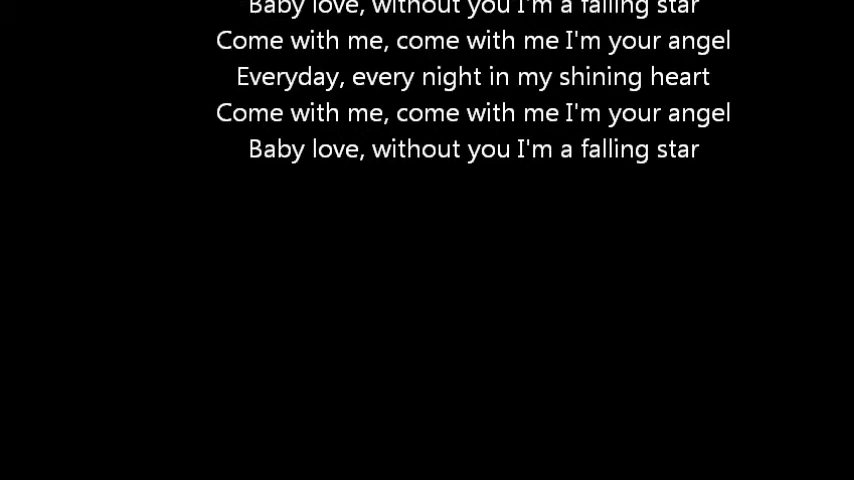 Baby love, without you I'm a falling star
Come with me, come with me I'm your angel
Everyday, every night in my shining heart
Come with me, come with me I'm your angel
Baby love, without you I'm a falling star